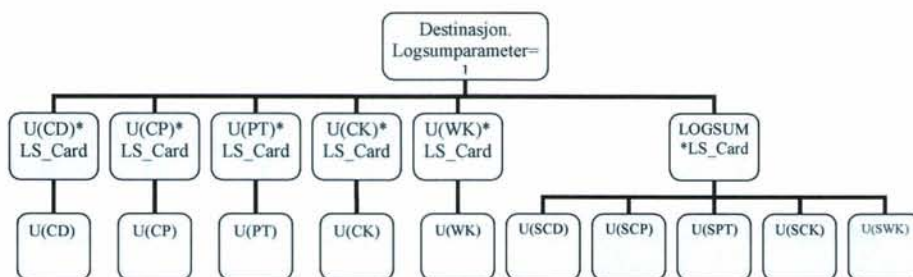 Destinasjon.
Logsumparameter=
1
U(CD)*
LS_Card
U(CP)*
LS_Card
U(PT)*
LS_Card
U(CK)*
LS_Card
U(WK)*
LS_Card
LOGSUM
*LS_Card
U(CD)
U(CP)
U(PT)
U(CK)
U(WK)
U(SCD)
U(SCP)
U(SPT)
U(SCK)
U(SWK)